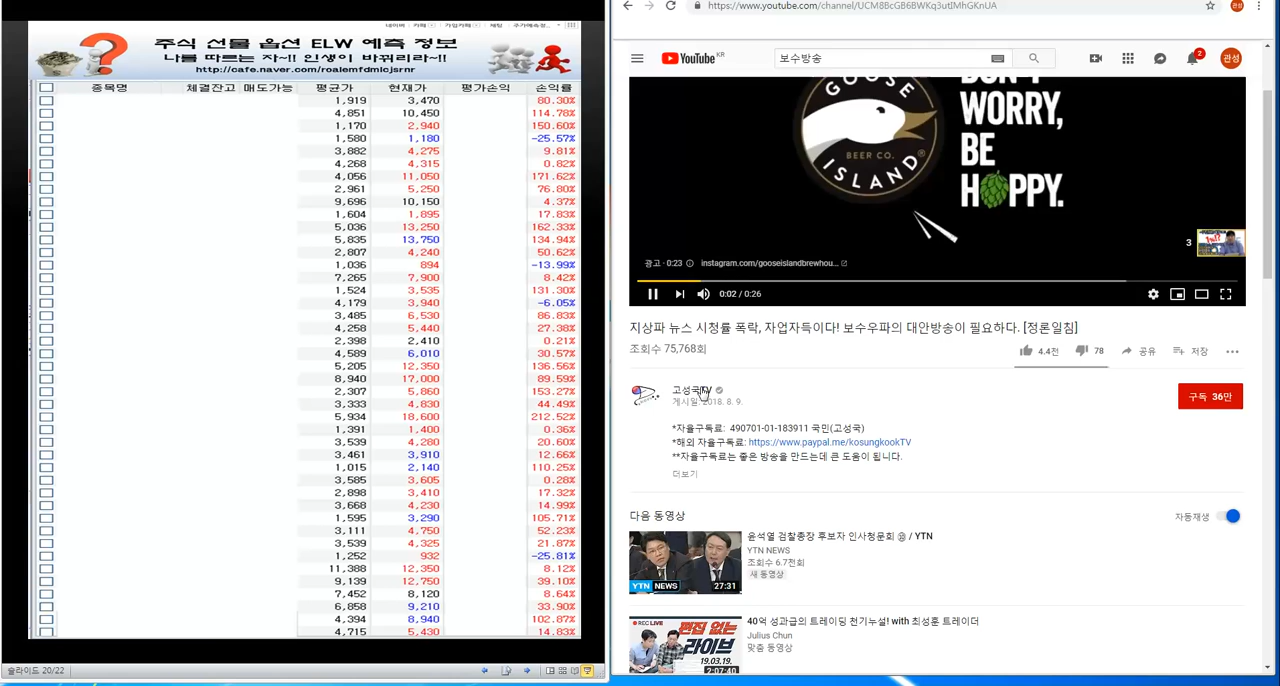 주식 선물 옵션 ELW 예측 정보
나를 따르는 자~!! 인생이 바뀌리라~!!
http://cafe.naver.com/roalemfdmlcjsrnr
종목명 체결잔고 매도가능 평균가 현재가 평가손익 손익률
1,919 3,470 80.30%
4,851 10,450 114.78%
1,170 2,940 150.60%
1,580 1,180 -25.57%
3,882 4,275 9.81%
4,268 4,315 0.82%
4,056 11,050 171.62%
2,961 5,250 76.80%
9,696 10,150 4.37%
1,604 1,895 17.83%
5,036 13,250 162.33%
5,835 13,750 134.94%
2,807 4,240 50.62%
1,036 894 -13.99%
7,265 7,900 8.42%
1,524 3,535 131.30%
4,179 3,940 -6.05%
3,485 6,530 86.83%
4,258 5,440 27.38%
2,398 2,410 0.21%
4,589 6,010 30.57%
5,205 12,350 136.56%
8,940 17,000 89.59%
2,307 5,860 153.27%
3,333 4,830 44.49%
5,934 18,600 212.52%
1,391 1,400 0.36%
3,539 4,280 20.60%
3,461 3,910 12.66%
1,015 2,140 110.25%
3,585 3,605 0.28%
2,898 3,410 17.32%
3,668 4,230 14.99%
1,595 3,290 105.71%
3,111 4,750 52.23%
3,539 4,325 21.87%
1,252 932 -25.81%
11,388 12,350 8.12%
9,139 12,750 39.10%
7,452 8,120 8.64%
6,858 9,210 33.90%
4,394 8,940 102.87%
4,715 5,430 14.83%
슬라이드 20/22
https://www.youtube.com/channel/UCM8BcGB6BWKq3utIMhGKnUA
관성
YouTube KR
보수방송
2
관성
GOOSE
BEER CO.
ISLAND
DON'T
WORRY,
BE
HOPPY.
3
광고 · 0:23 instagram.com/gooseislandbrewhou...
0:02 / 0:26
지상파 뉴스 시청률 폭락, 자업자득이다! 보수우파의 대안방송이 필요하다. [정론일침]
조회수 75,768회
4.4천 78 공유 저장
고성국TV
게시일: 2018. 8. 9.
구독 36만
*자율구독료: 490701-01-183911 국민(고성국)
*해외 자율구독료: https://www.paypal.me/kosungkookTV
**자율구독료는 좋은 방송을 만드는데 큰 도움이 됩니다.
더보기
다음 동영상
자동재생
윤석열 검찰총장 후보자 인사청문회 ⑩ / YTN
YTN NEWS
조회수 6.7천회
새 동영상
YTN NEWS
27:31
40억 성과급의 트레이딩 천기누설! with 최성훈 트레이더
Julius Chun
맞춤 동영상
REC LIVE
편집 없는
라이브
19.03.19.
2:07:40